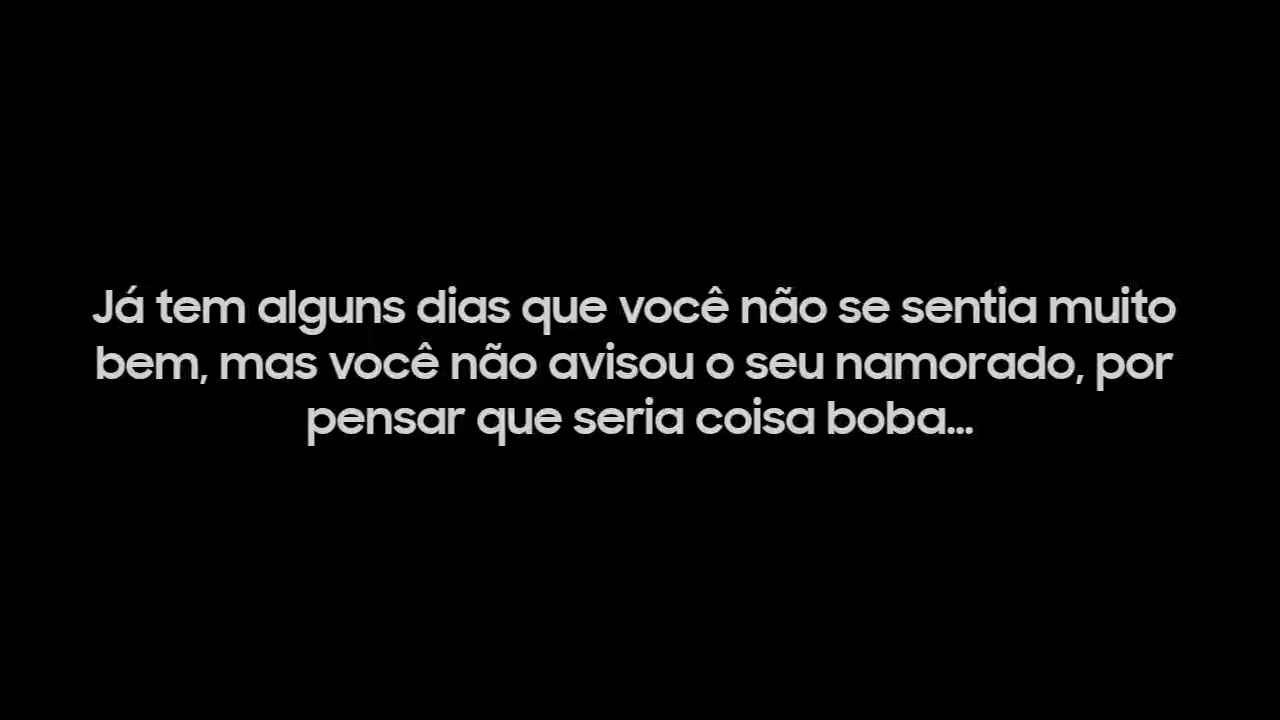 Já tem alguns dias que você não se sentia muito
bem, mas você não avisou o seu namorado, por
pensar que seria coisa boba...